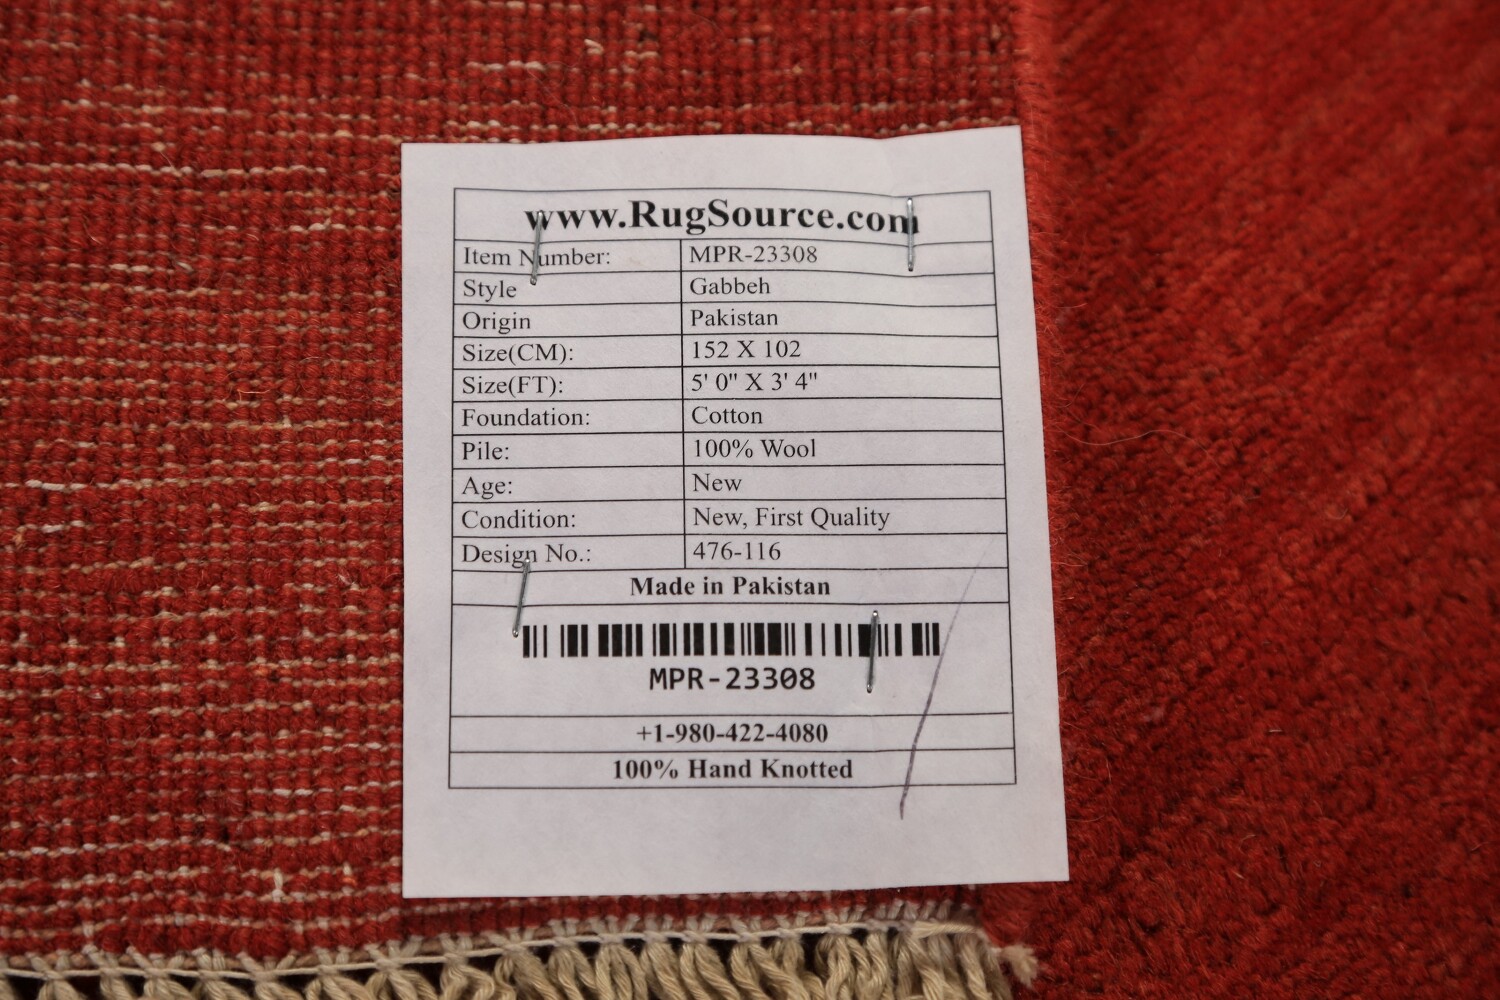 www.RugSource.com
Item Number: MPR-23308
Style Gabbeh
Origin Pakistan
Size(CM): 152 X 102
Size(FT): 5' 0" X 3' 4"
Foundation: Cotton
Pile: 100% Wool
Age: New
Condition: New, First Quality
Design No.: 476-116
Made in Pakistan
MPR-23308
+1-980-422-4080
100% Hand Knotted